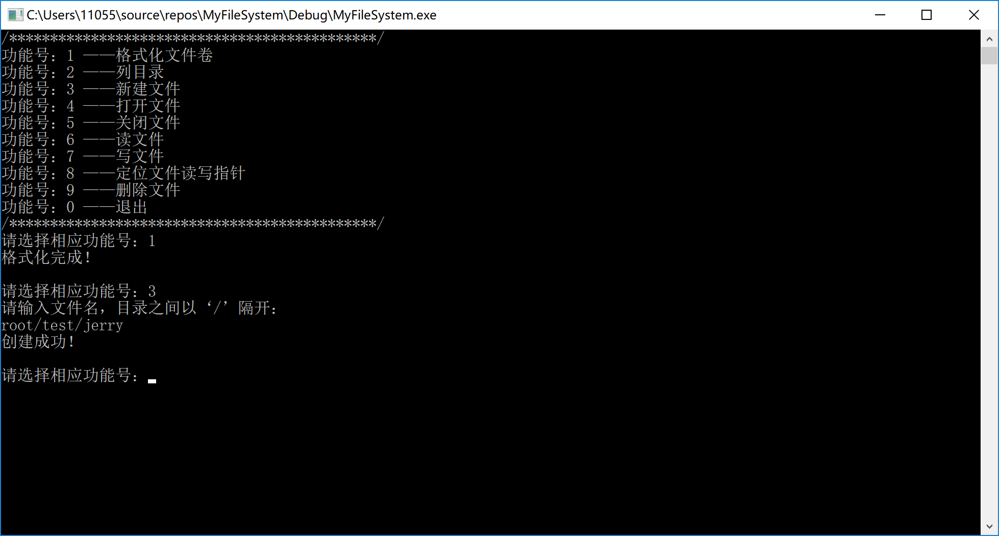 C:\Users\11055\source\repos\MyFileSystem\Debug\MyFileSystem.exe
/*********************************************/
功能号：1 ——格式化文件卷
功能号：2 ——列目录
功能号：3 ——新建文件
功能号：4 ——打开文件
功能号：5 ——关闭文件
功能号：6 ——读文件
功能号：7 ——写文件
功能号：8 ——定位文件读写指针
功能号：9 ——删除文件
功能号：0 ——退出
/*********************************************/
请选择相应功能号：1
格式化完成！
请选择相应功能号：3
请输入文件名，目录之间以‘/’隔开：
root/test/jerry
创建成功！
请选择相应功能号：